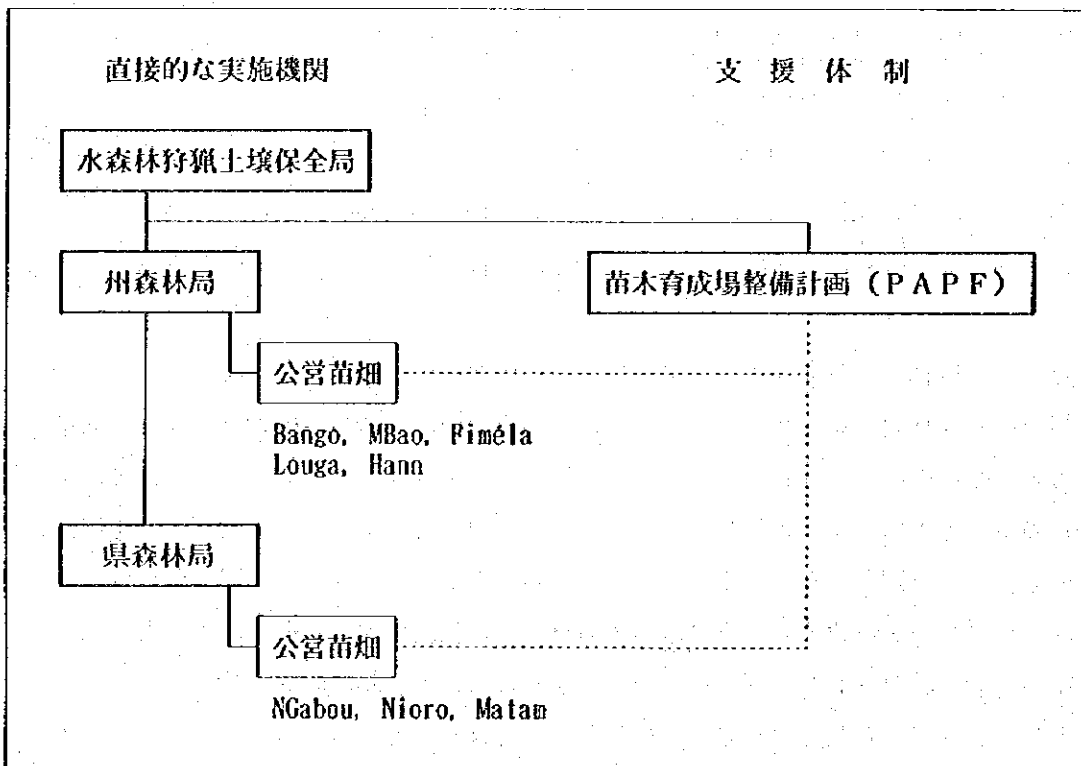 直接的な実施機関
支援体制
水森林狩猟土壌保全局
州森林局
苗木育成場整備計画（ＰＡＰＦ）
公営苗畑
Bango, MBao, Fiméla
Louga, Hann
県森林局
公営苗畑
NGabou, Nioro, Matam